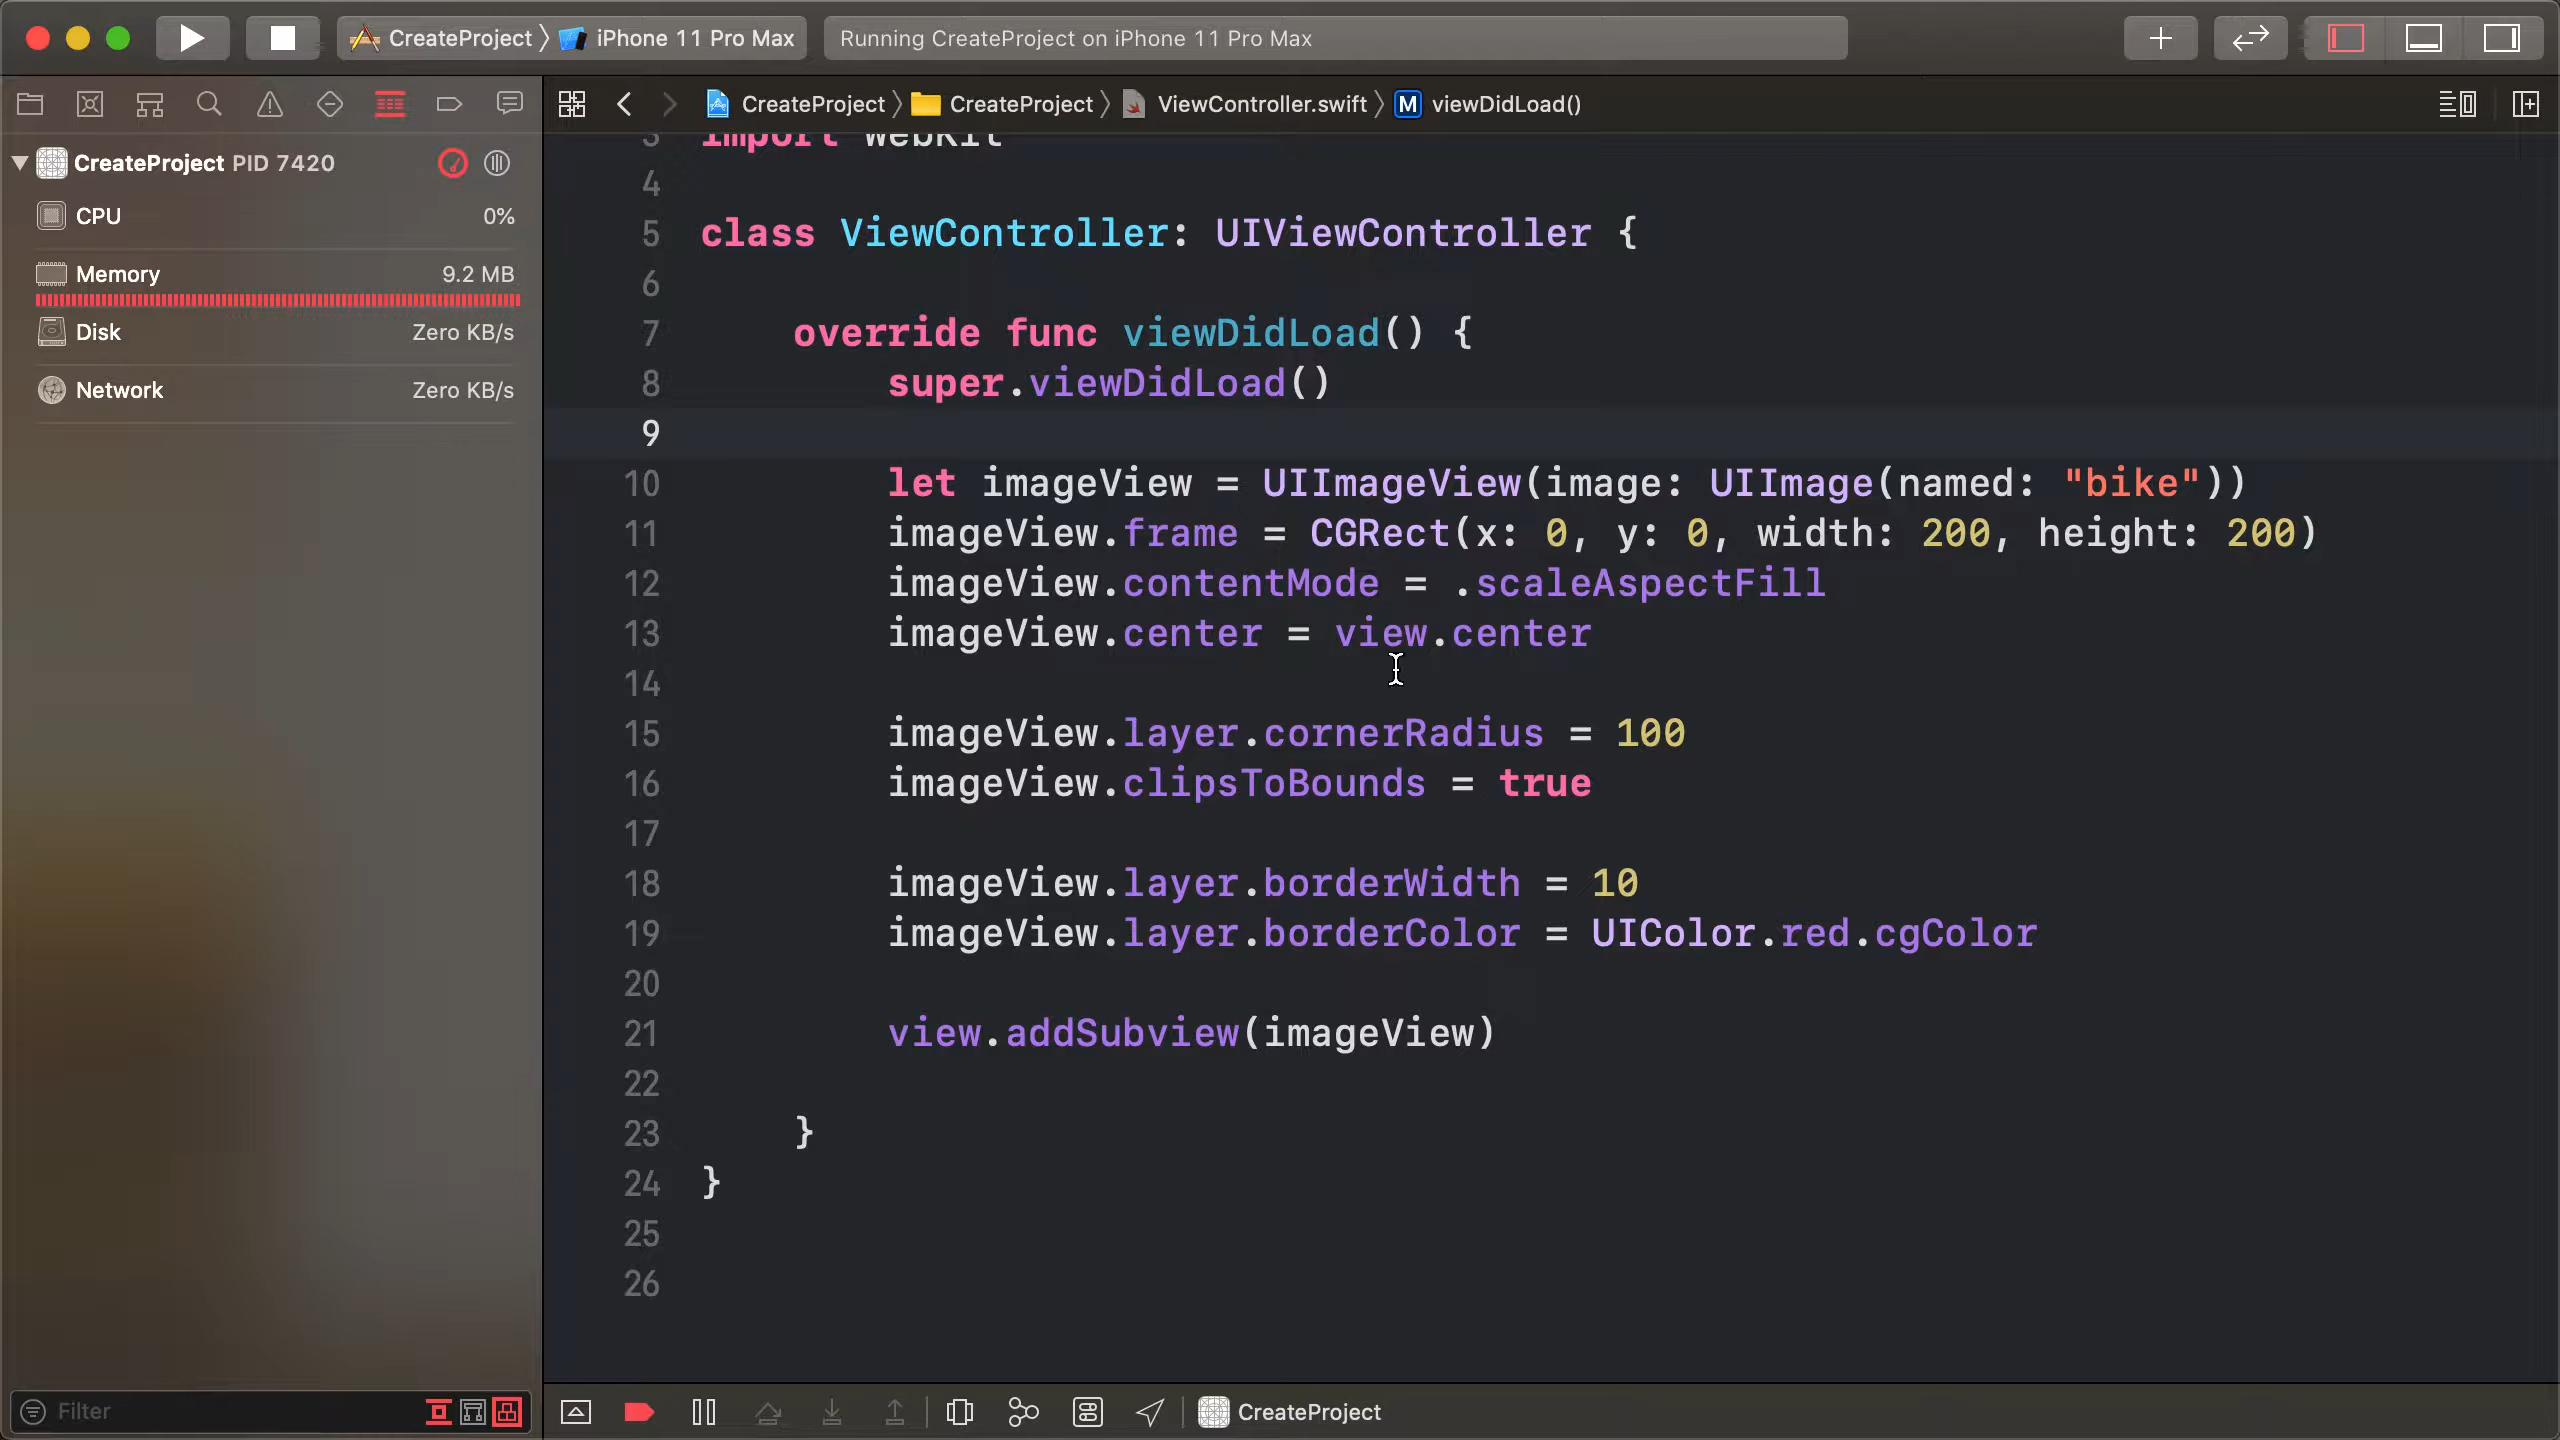 CreateProject 〉 iPhone 11 Pro Max
Running CreateProject on iPhone 11 Pro Max
CreateProject 〉 CreateProject 〉 ViewController.swift 〉 M viewDidLoad()
CreateProject PID 7420
CPU 0%
Memory 9.2 MB
Disk Zero KB/s
Network Zero KB/s
3 import WebKit
4
5 class ViewController: UIViewController {
6
7 override func viewDidLoad() {
8 super.viewDidLoad()
9
10 let imageView = UIImageView(image: UIImage(named: "bike"))
11 imageView.frame = CGRect(x: 0, y: 0, width: 200, height: 200)
12 imageView.contentMode = .scaleAspectFill
13 imageView.center = view.center
14
15 imageView.layer.cornerRadius = 100
16 imageView.clipsToBounds = true
17
18 imageView.layer.borderWidth = 10
19 imageView.layer.borderColor = UIColor.red.cgColor
20
21 view.addSubview(imageView)
22
23 }
24 }
25
26
Filter
CreateProject